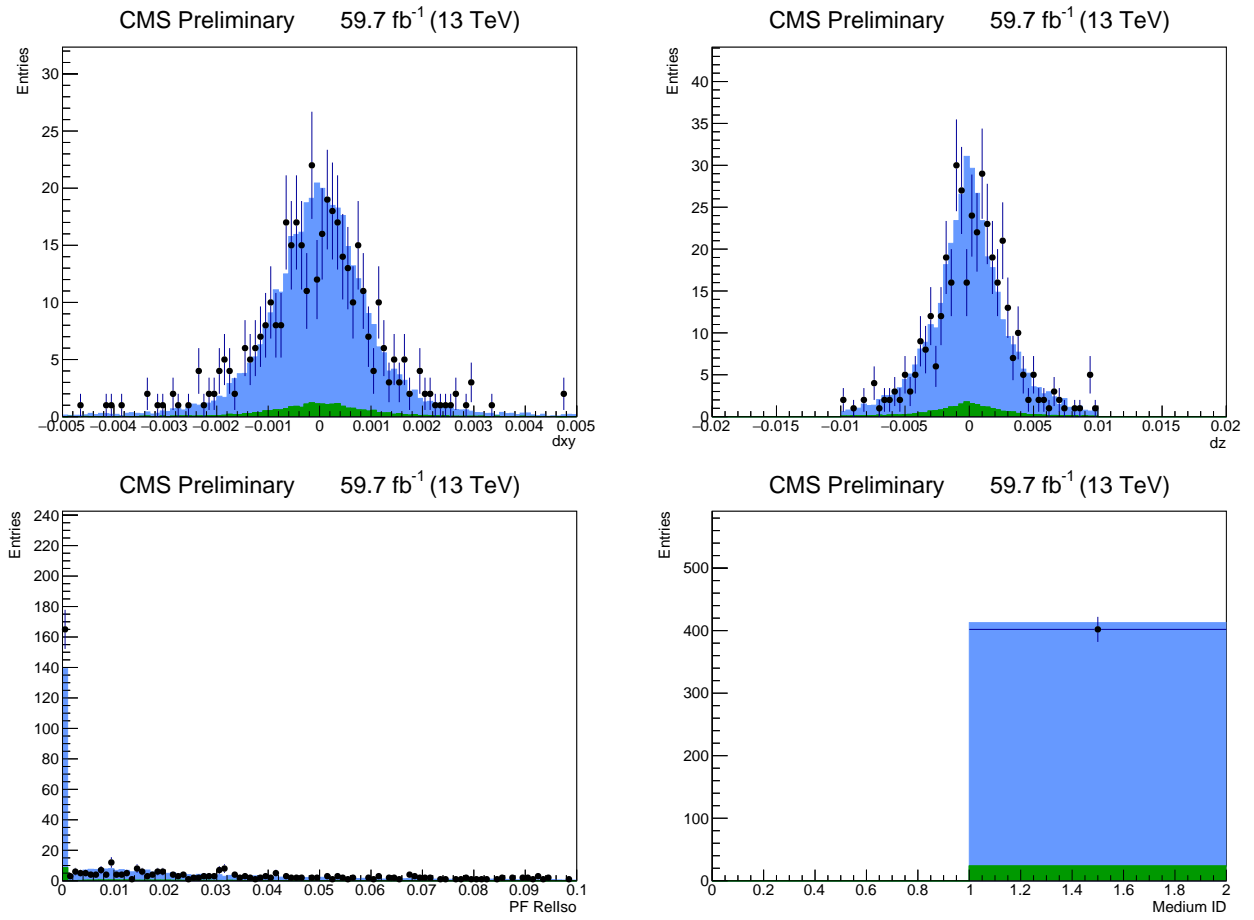 CMS Preliminary 59.7 fb-1 (13 TeV)
Entries
30
25
20
15
10
5
0
−0.005 −0.004 −0.003 −0.002 −0.001 0 0.001 0.002 0.003 0.004 0.005
dxy
CMS Preliminary 59.7 fb-1 (13 TeV)
Entries
40
35
30
25
20
15
10
5
0
−0.02 −0.015 −0.01 −0.005 0 0.005 0.01 0.015 0.02
dz
CMS Preliminary 59.7 fb-1 (13 TeV)
Entries
240
220
200
180
160
140
120
100
80
60
40
20
0
0 0.01 0.02 0.03 0.04 0.05 0.06 0.07 0.08 0.09 0.1
PF RelIso
CMS Preliminary 59.7 fb-1 (13 TeV)
Entries
500
400
300
200
100
0
0 0.2 0.4 0.6 0.8 1 1.2 1.4 1.6 1.8 2
Medium ID